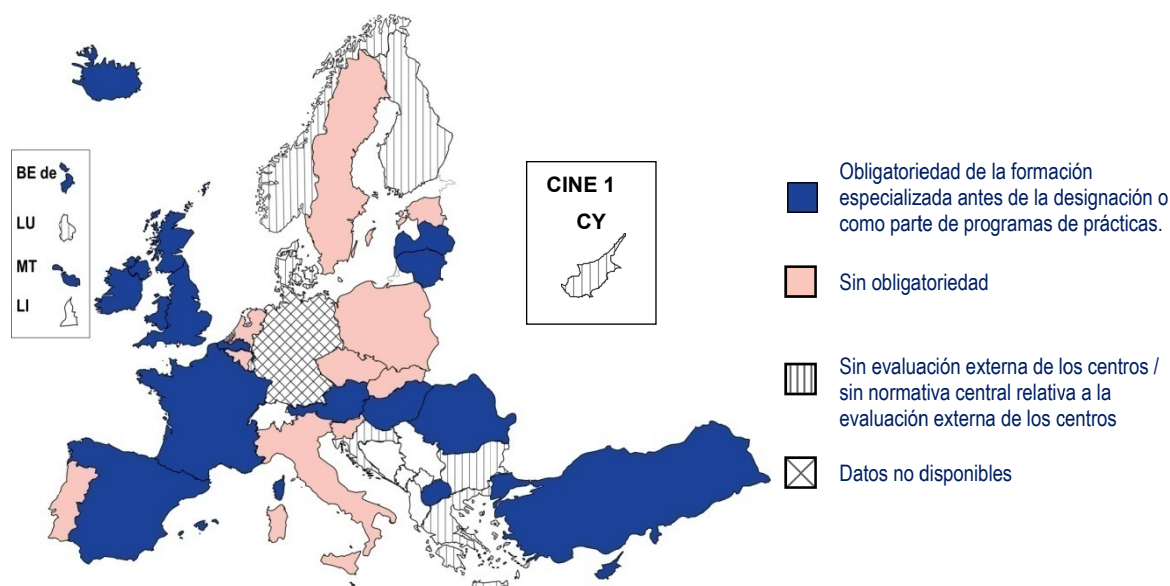 BE de
LU
MT
LI
CINE 1
CY
Obligatoriedad de la formación
especializada antes de la designación o
como parte de programas de prácticas.
Sin obligatoriedad
Sin evaluación externa de los centros /
sin normativa central relativa a la
evaluación externa de los centros
Datos no disponibles